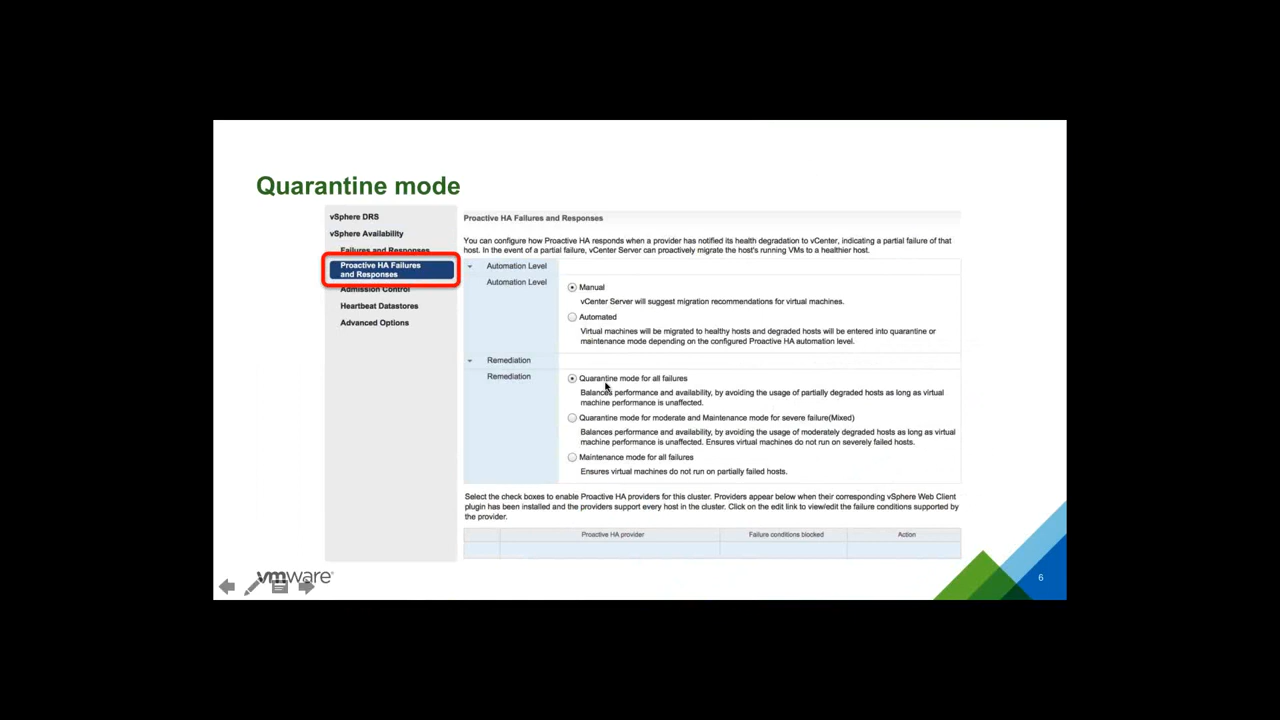 Quarantine mode
vSphere DRS
vSphere Availability
Failures and Responses
Proactive HA Failures
and Responses
Admission Control
Heartbeat Datastores
Advanced Options
Proactive HA Failures and Responses
You can configure how Proactive HA responds when a provider has notified its health degradation to vCenter, indicating a partial failure of that
host. In the event of a partial failure, vCenter Server can proactively migrate the host's running VMs to a healthier host.
Automation Level
Automation Level
Manual
vCenter Server will suggest migration recommendations for virtual machines.
Automated
Virtual machines will be migrated to healthy hosts and degraded hosts will be entered into quarantine or
maintenance mode depending on the configured Proactive HA automation level.
Remediation
Remediation
Quarantine mode for all failures
Balances performance and availability, by avoiding the usage of partially degraded hosts as long as virtual
machine performance is unaffected.
Quarantine mode for moderate and Maintenance mode for severe failure(Mixed)
Balances performance and availability, by avoiding the usage of moderately degraded hosts as long as virtual
machine performance is unaffected. Ensures virtual machines do not run on severely failed hosts.
Maintenance mode for all failures
Ensures virtual machines do not run on partially failed hosts.
Select the check boxes to enable Proactive HA providers for this cluster. Providers appear below when their corresponding vSphere Web Client
plugin has been installed and the providers support every host in the cluster. Click on the edit link to view/edit the failure conditions supported by
the provider.
Proactive HA provider Failure conditions blocked Action
vmware®
6